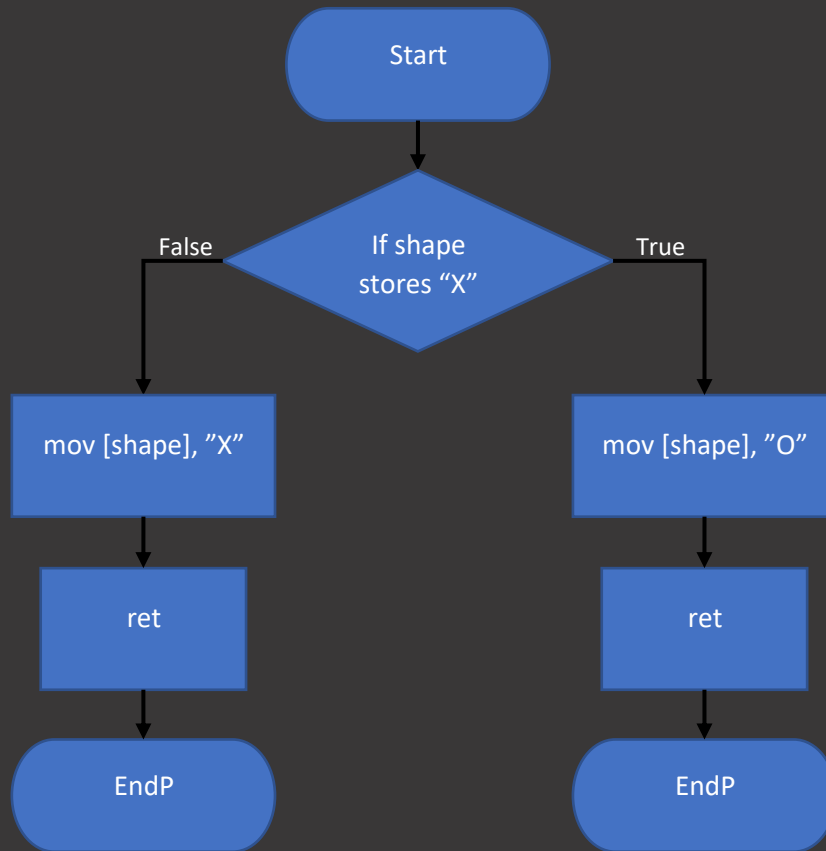 Start
False
If shape
stores “X”
True
mov [shape], ”X”
mov [shape], ”O”
ret
ret
EndP
EndP